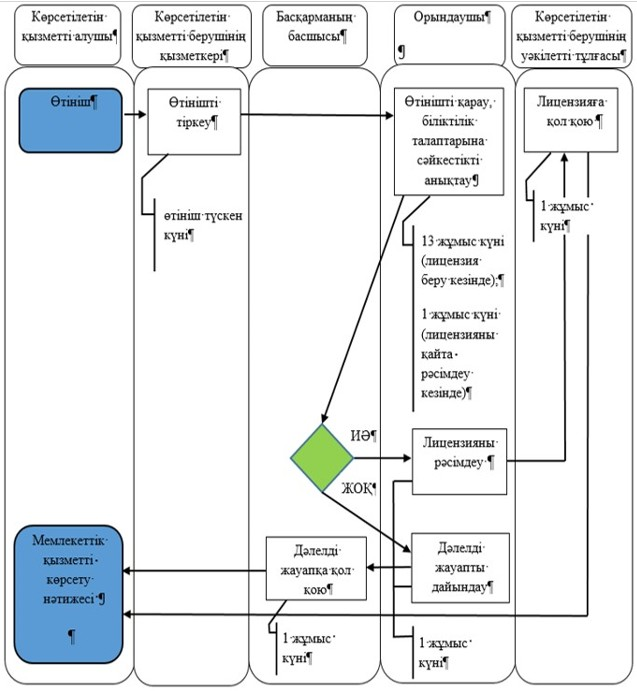 Көрсетілетін
қызметті алушы¶
Көрсетілетін
қызметті берушінің
қызметкері¶
Басқарманың
басшысы¶
Орындаушы¶
¶
Көрсетілетін
қызметті берушінің
уәкілетті тұлғасы¶
Өтініш¶
Өтінішті
тіркеу¶
өтініш түскен
күні¶
Өтінішті қарау,
біліктілік
талаптарына
сәйкестікті
анықтау¶
13 жұмыс күні
(лицензия
беру кезінде);¶
1 жұмыс күні
(лицензияны
қайта
рәсімдеу
кезінде)¶
Лицензияға
қол қою ¶
1 жұмыс
күні¶
ИӘ¶
ЖОҚ¶
Лицензияны
рәсімдеу ¶
Дәлелді
жауапты
дайындау¶
1 жұмыс
күні¶
Дәлелді
жауапқа қол
қою¶
1 жұмыс
күні¶
Мемлекеттік
қызметті
көрсету
нәтижесі ¶
¶